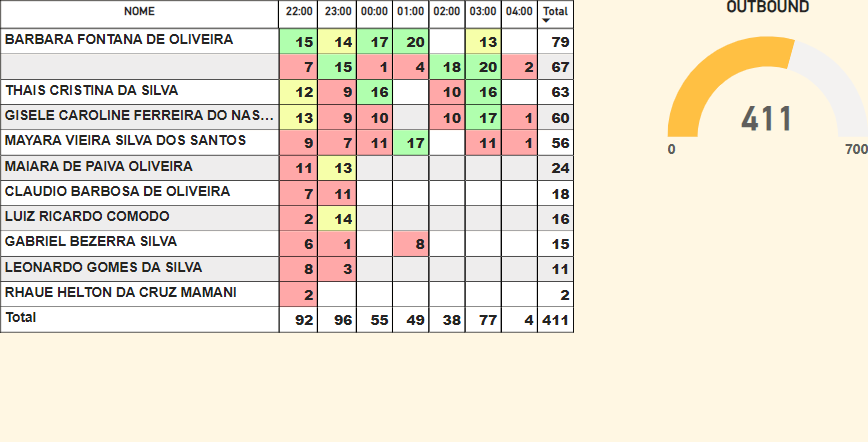 NOME 22:00 23:00 00:00 01:00 02:00 03:00 04:00 Total
BARBARA FONTANA DE OLIVEIRA 15 14 17 20 13 79
7 15 1 4 18 20 2 67
THAIS CRISTINA DA SILVA 12 9 16 10 16 63
GISELE CAROLINE FERREIRA DO NAS... 13 9 10 10 17 1 60
MAYARA VIEIRA SILVA DOS SANTOS 9 7 11 17 11 1 56
MAIARA DE PAIVA OLIVEIRA 11 13 24
CLAUDIO BARBOSA DE OLIVEIRA 7 11 18
LUIZ RICARDO COMODO 2 14 16
GABRIEL BEZERRA SILVA 6 1 8 15
LEONARDO GOMES DA SILVA 8 3 11
RHAUE HELTON DA CRUZ MAMANI 2 2
Total 92 96 55 49 38 77 4 411
OUTBOUND
411
0 700